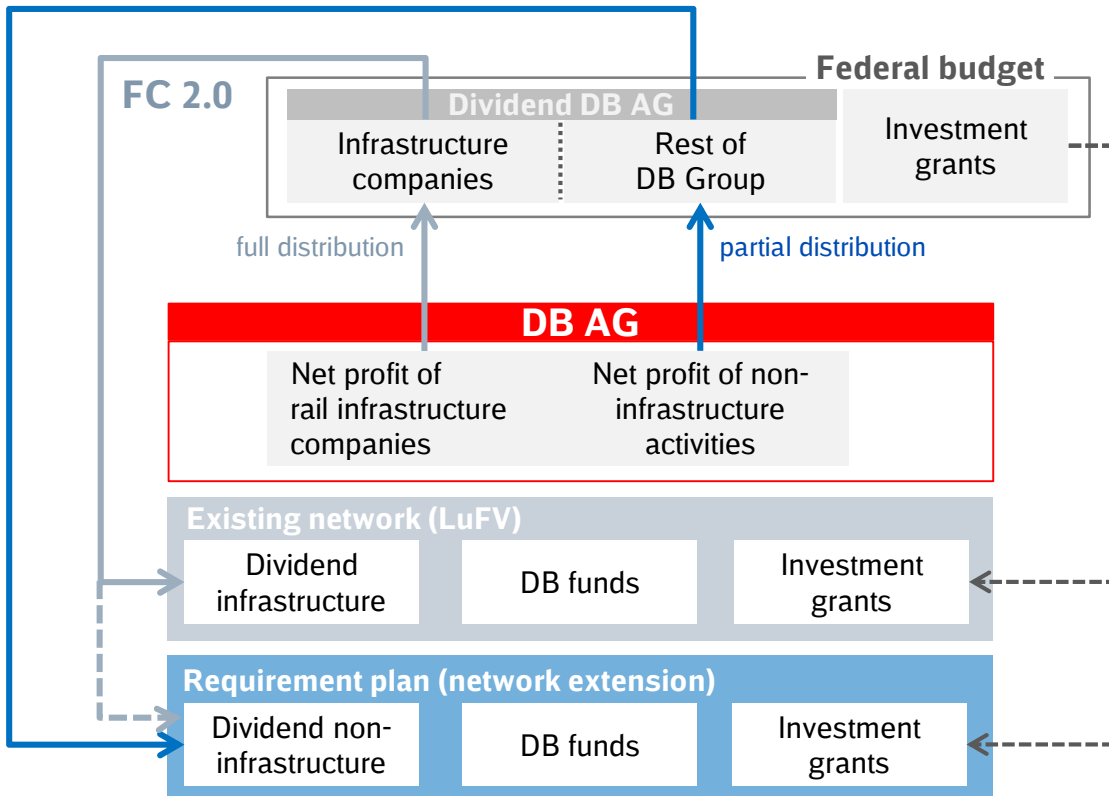 Federal budget
FC 2.0
Dividend DB AG
Infrastructure
companies
Rest of
DB Group
Investment
grants
full distribution
partial distribution
DB AG
Net profit of
rail infrastructure
companies
Net profit of non-
infrastructure
activities
Existing network (LuFV)
Dividend
infrastructure
DB funds
Investment
grants
Requirement plan (network extension)
Dividend non-
infrastructure
DB funds
Investment
grants